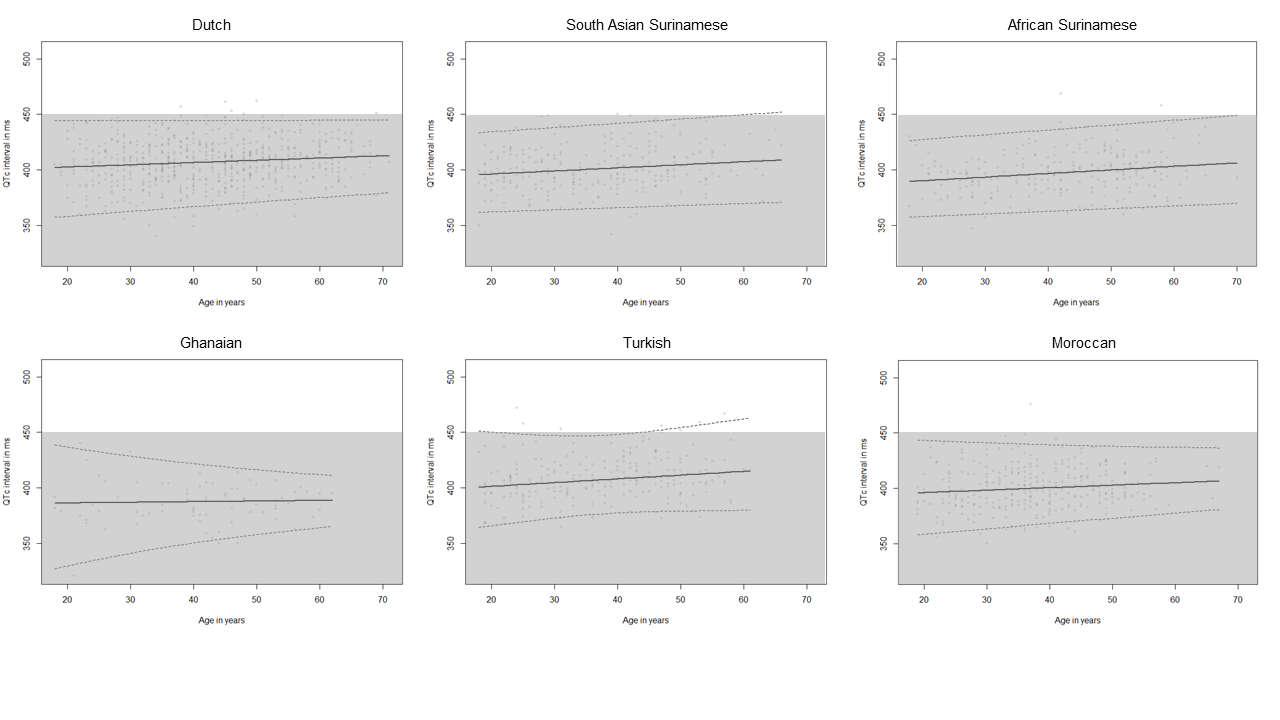 Dutch
South Asian Surinamese
African Surinamese
QTc interval in ms
500
450
400
350
20 30 40 50 60 70
Age in years
QTc interval in ms
500
450
400
350
20 30 40 50 60 70
Age in years
QTc interval in ms
500
450
400
350
20 30 40 50 60 70
Age in years
Ghanaian
Turkish
Moroccan
QTc interval in ms
500
450
400
350
20 30 40 50 60 70
Age in years
QTc interval in ms
500
450
400
350
20 30 40 50 60 70
Age in years
QTc interval in ms
500
450
400
350
20 30 40 50 60 70
Age in years